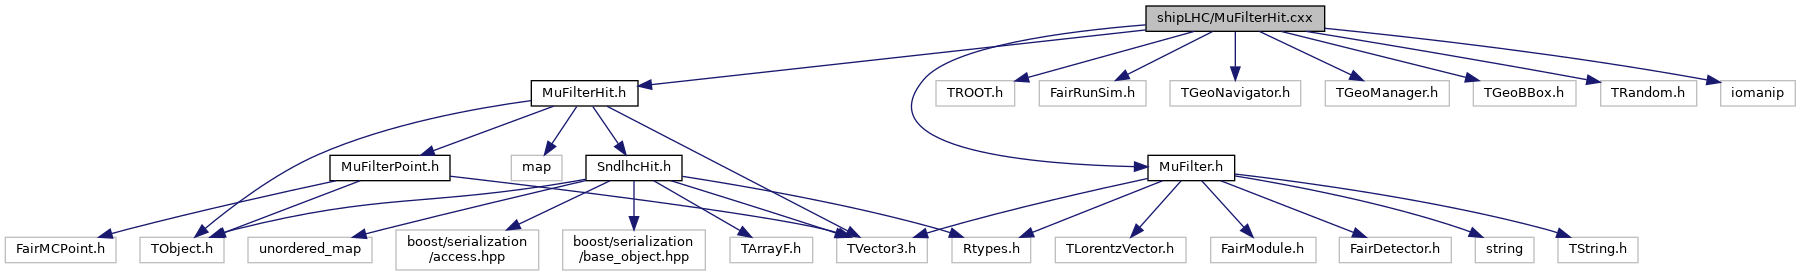 shipLHC/MuFilterHit.cxx
MuFilterHit.h
TROOT.h
FairRunSim.h
TGeoNavigator.h
TGeoManager.h
TGeoBBox.h
TRandom.h
iomanip
MuFilterPoint.h
map
SndlhcHit.h
MuFilter.h
FairMCPoint.h
TObject.h
unordered_map
boost/serialization
/access.hpp
boost/serialization
/base_object.hpp
TArrayF.h
TVector3.h
Rtypes.h
TLorentzVector.h
FairModule.h
FairDetector.h
string
TString.h